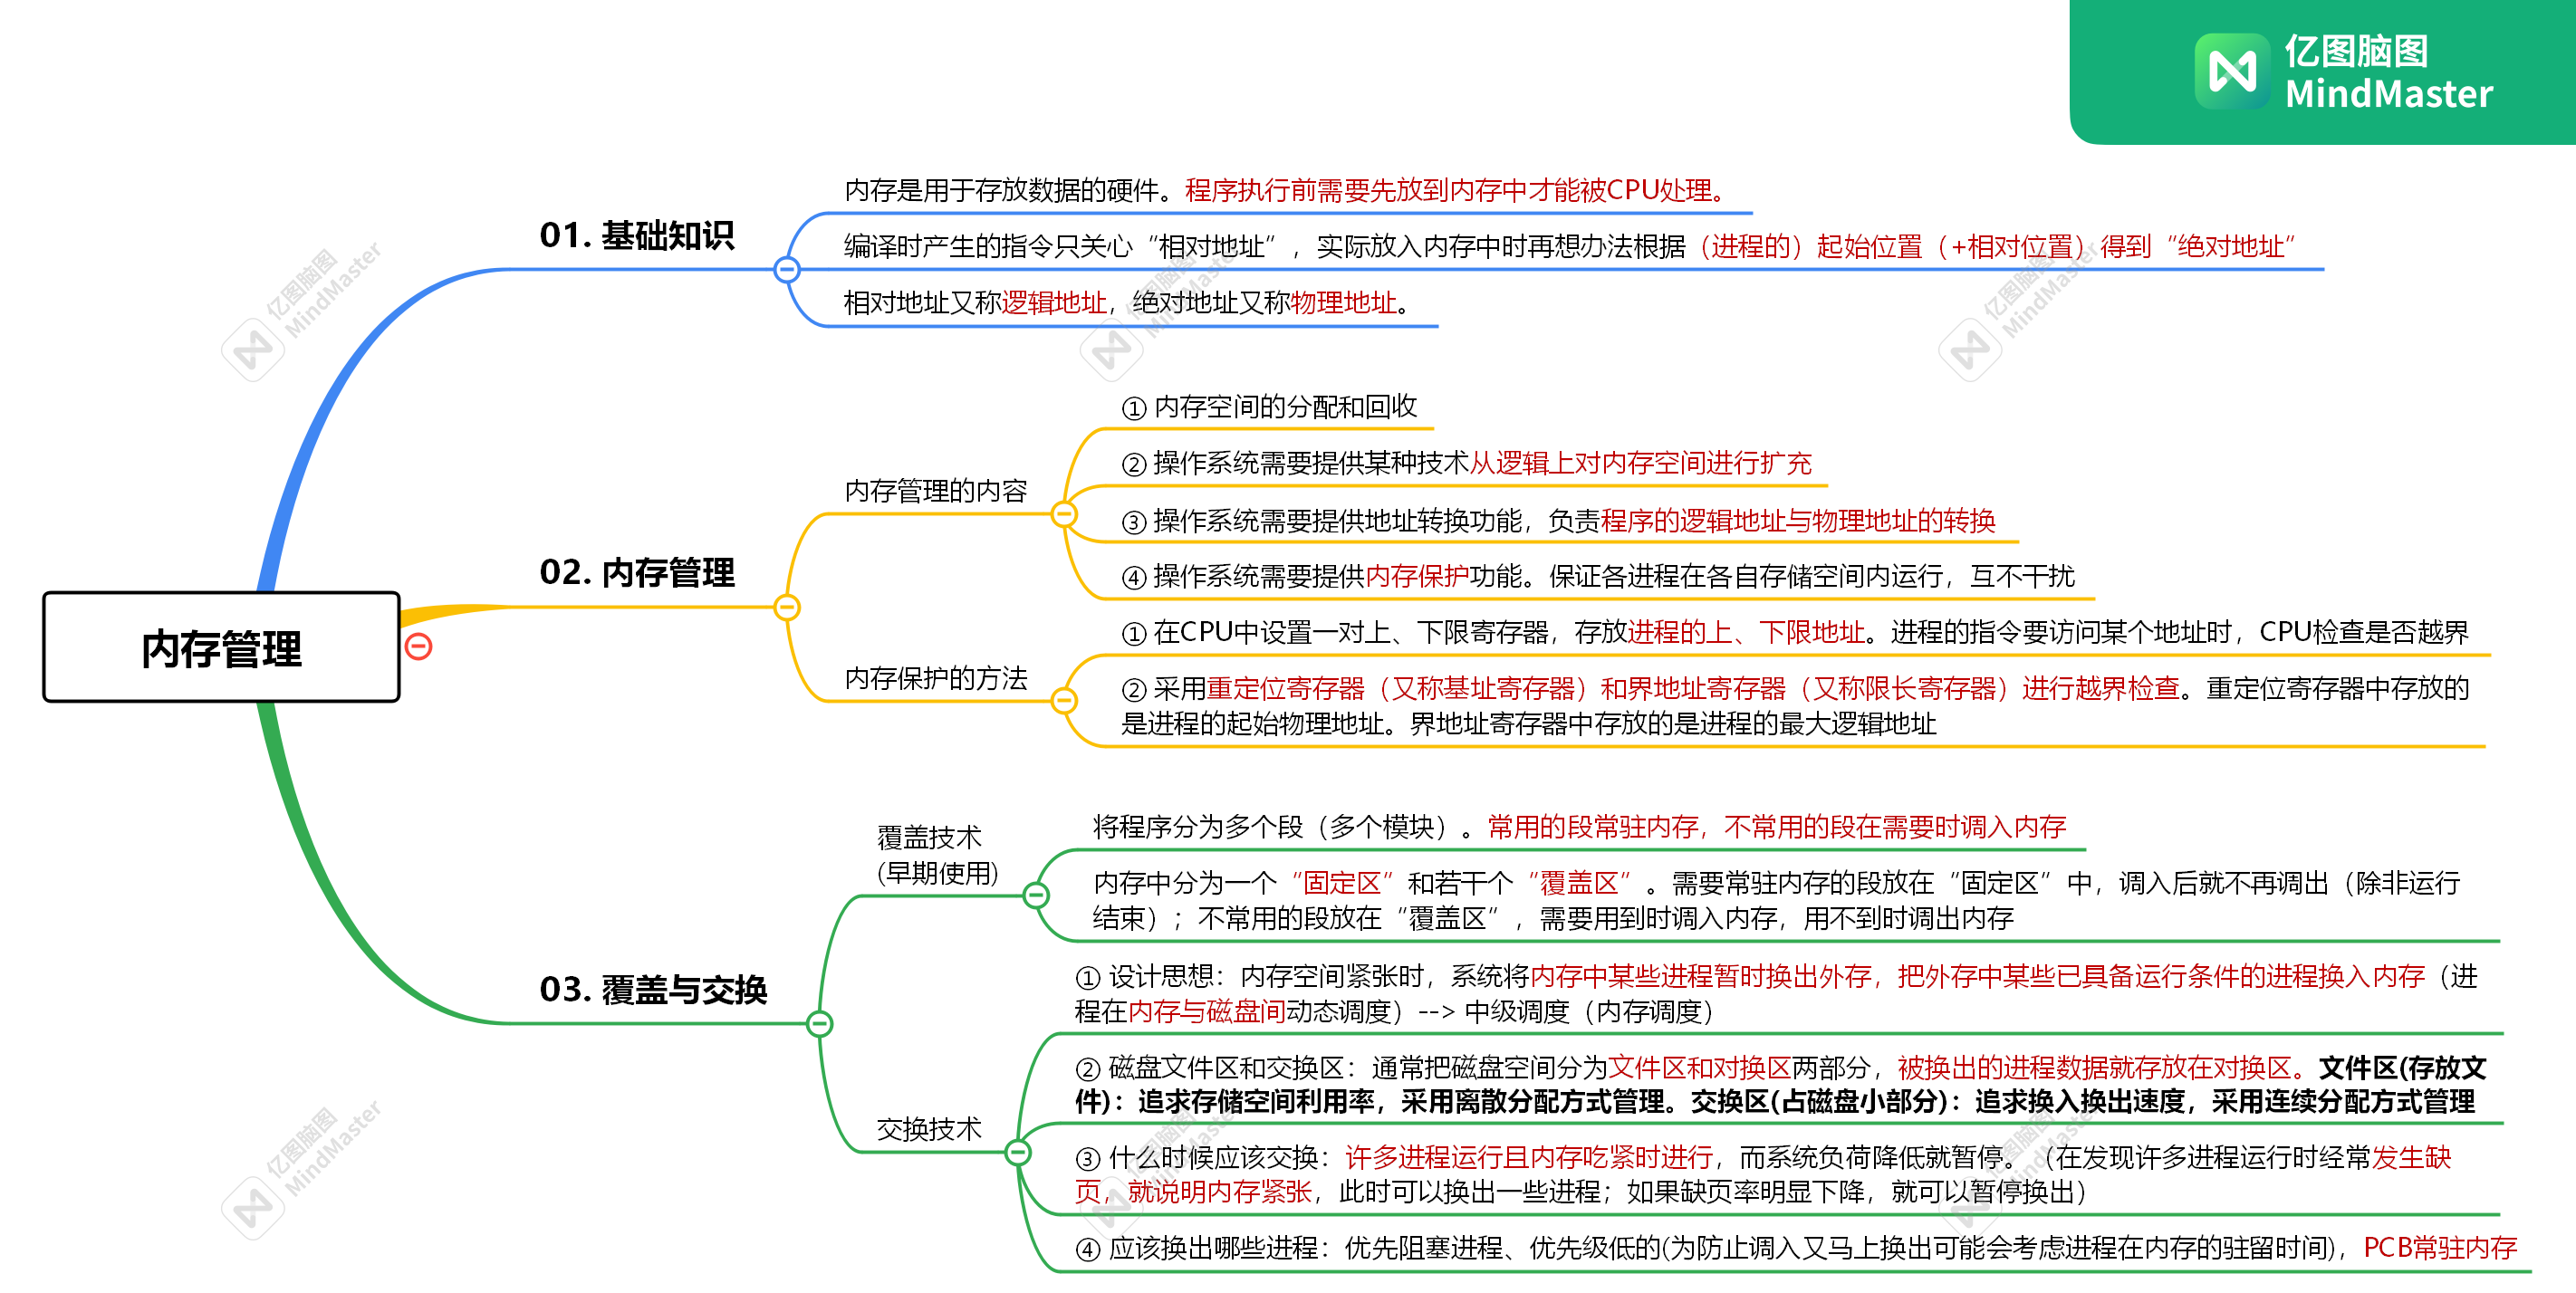 亿图脑图
MindMaster
内存管理
01. 基础知识
内存是用于存放数据的硬件。程序执行前需要先放到内存中才能被CPU处理。
编译时产生的指令只关心“相对地址”，实际放入内存中时再想办法根据（进程的）起始位置（+相对位置）得到“绝对地址”
相对地址又称逻辑地址，绝对地址又称物理地址。
02. 内存管理
内存管理的内容
① 内存空间的分配和回收
② 操作系统需要提供某种技术从逻辑上对内存空间进行扩充
③ 操作系统需要提供地址转换功能，负责程序的逻辑地址与物理地址的转换
④ 操作系统需要提供内存保护功能。保证各进程在各自存储空间内运行，互不干扰
内存保护的方法
① 在CPU中设置一对上、下限寄存器，存放进程的上、下限地址。进程的指令要访问某个地址时，CPU检查是否越界
② 采用重定位寄存器（又称基址寄存器）和界地址寄存器（又称限长寄存器）进行越界检查。重定位寄存器中存放的
是进程的起始物理地址。界地址寄存器中存放的是进程的最大逻辑地址
03. 覆盖与交换
覆盖技术
(早期使用)
将程序分为多个段（多个模块）。常用的段常驻内存，不常用的段在需要时调入内存
内存中分为一个“固定区”和若干个“覆盖区”。需要常驻内存的段放在“固定区”中，调入后就不再调出（除非运行
结束）；不常用的段放在“覆盖区”，需要用到时调入内存，用不到时调出内存
交换技术
① 设计思想：内存空间紧张时，系统将内存中某些进程暂时换出外存，把外存中某些已具备运行条件的进程换入内存（进
程在内存与磁盘间动态调度）--> 中级调度（内存调度）
② 磁盘文件区和交换区：通常把磁盘空间分为文件区和对换区两部分，被换出的进程数据就存放在对换区。文件区(存放文
件)：追求存储空间利用率，采用离散分配方式管理。交换区(占磁盘小部分)：追求换入换出速度，采用连续分配方式管理
③ 什么时候应该交换：许多进程运行且内存吃紧时进行，而系统负荷降低就暂停。（在发现许多进程运行时经常发生缺
页，就说明内存紧张，此时可以换出一些进程；如果缺页率明显下降，就可以暂停换出）
④ 应该换出哪些进程：优先阻塞进程、优先级低的(为防止调入又马上换出可能会考虑进程在内存的驻留时间)，PCB常驻内存
亿图脑图
MindMaster
亿图脑图
MindMaster
亿图脑图
MindMaster
亿图脑图
MindMaster
亿图脑图
MindMaster
亿图脑图
MindMaster